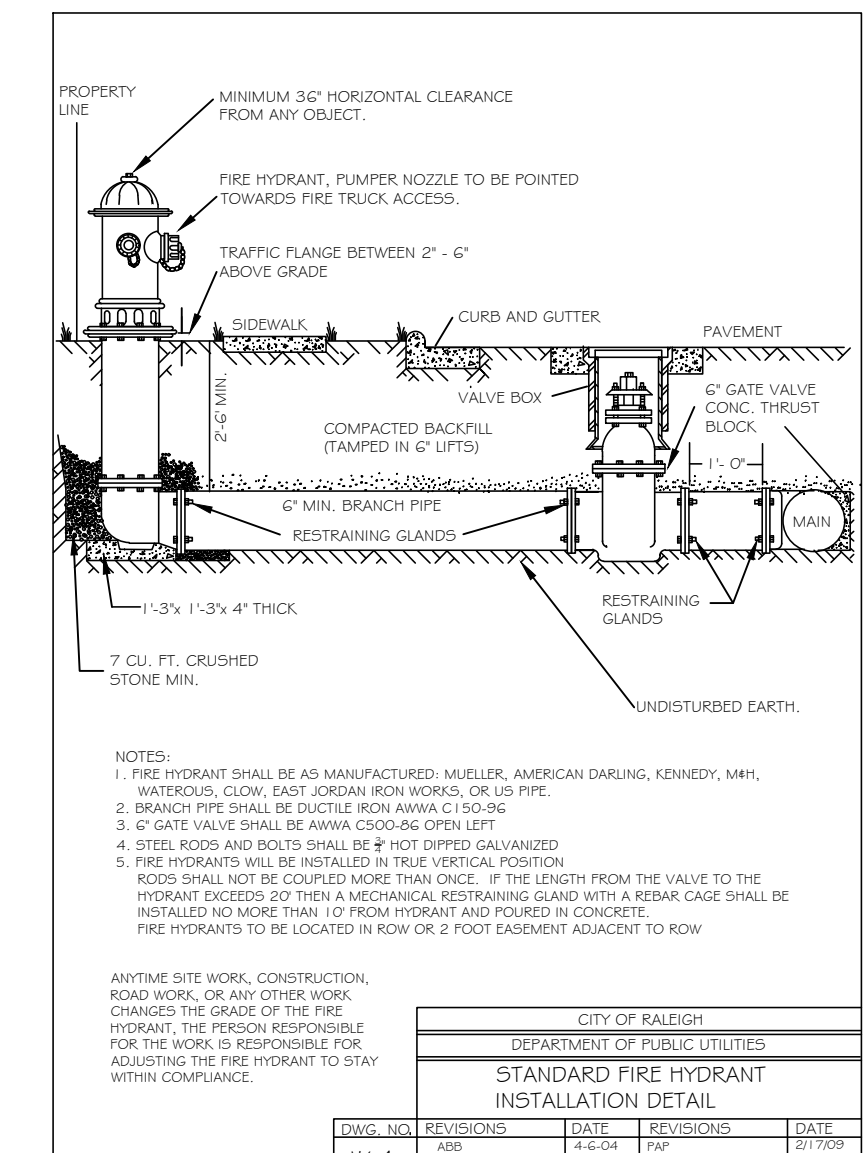 PROPERTY
LINE
MINIMUM 36" HORIZONTAL CLEARANCE
FROM ANY OBJECT.
FIRE HYDRANT, PUMPER NOZZLE TO BE POINTED
TOWARDS FIRE TRUCK ACCESS.
TRAFFIC FLANGE BETWEEN 2" - 6"
ABOVE GRADE
SIDEWALK
CURB AND GUTTER
PAVEMENT
2'-6' MIN.
VALVE BOX
6" GATE VALVE
CONC. THRUST
BLOCK
COMPACTED BACKFILL
(TAMPED IN 6" LIFTS)
1'- 0"
6" MIN. BRANCH PIPE
MAIN
RESTRAINING GLANDS
1'-3"x 1'-3"x 4" THICK
RESTRAINING
GLANDS
7 CU. FT. CRUSHED
STONE MIN.
UNDISTURBED EARTH.
NOTES:
1. FIRE HYDRANT SHALL BE AS MANUFACTURED: MUELLER, AMERICAN DARLING, KENNEDY, M&H,
WATEROUS, CLOW, EAST JORDAN IRON WORKS, OR US PIPE.
2. BRANCH PIPE SHALL BE DUCTILE IRON AWWA C150-96
3. 6" GATE VALVE SHALL BE AWWA C500-86 OPEN LEFT
4. STEEL RODS AND BOLTS SHALL BE ¾" HOT DIPPED GALVANIZED
5. FIRE HYDRANTS WILL BE INSTALLED IN TRUE VERTICAL POSITION
RODS SHALL NOT BE COUPLED MORE THAN ONCE. IF THE LENGTH FROM THE VALVE TO THE
HYDRANT EXCEEDS 20' THEN A MECHANICAL RESTRAINING GLAND WITH A REBAR CAGE SHALL BE
INSTALLED NO MORE THAN 10' FROM HYDRANT AND POURED IN CONCRETE.
FIRE HYDRANTS TO BE LOCATED IN ROW OR 2 FOOT EASEMENT ADJACENT TO ROW
ANYTIME SITE WORK, CONSTRUCTION,
ROAD WORK, OR ANY OTHER WORK
CHANGES THE GRADE OF THE FIRE
HYDRANT, THE PERSON RESPONSIBLE
FOR THE WORK IS RESPONSIBLE FOR
ADJUSTING THE FIRE HYDRANT TO STAY
WITHIN COMPLIANCE.
CITY OF RALEIGH
DEPARTMENT OF PUBLIC UTILITIES
STANDARD FIRE HYDRANT
INSTALLATION DETAIL
DWG. NO. REVISIONS DATE REVISIONS DATE
ABB 4-6-04 PAP 2/17/09